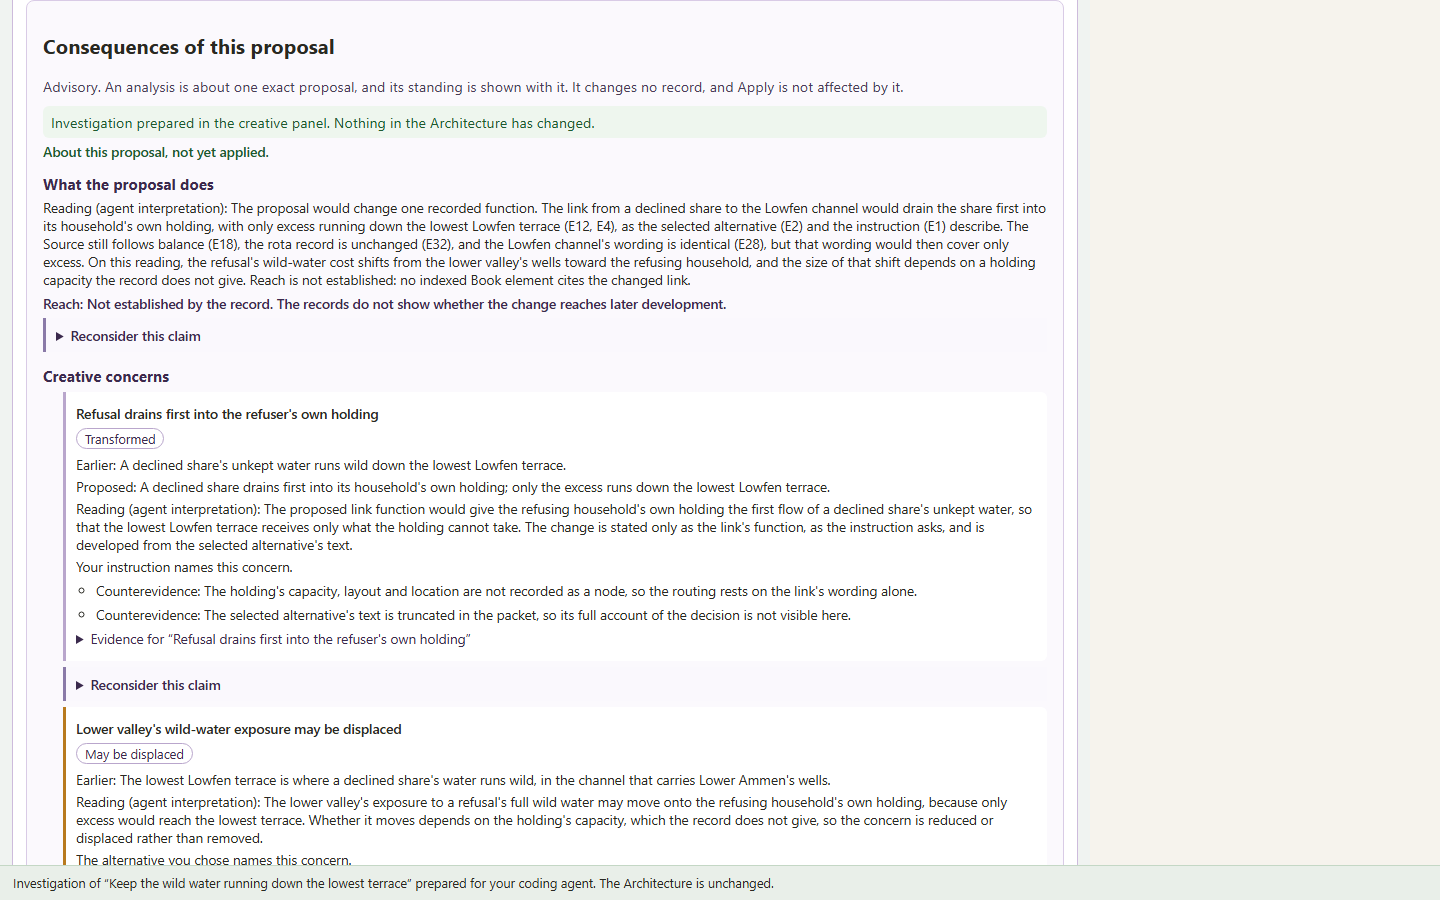 Consequences of this proposal
Advisory. An analysis is about one exact proposal, and its standing is shown with it. It changes no record, and Apply is not affected by it.
Investigation prepared in the creative panel. Nothing in the Architecture has changed.
About this proposal, not yet applied.
What the proposal does
Reading (agent interpretation): The proposal would change one recorded function. The link from a declined share to the Lowfen channel would drain the share first into
its household's own holding, with only excess running down the lowest Lowfen terrace (E12, E4), as the selected alternative (E2) and the instruction (E1) describe. The
Source still follows balance (E18), the rota record is unchanged (E32), and the Lowfen channel's wording is identical (E28), but that wording would then cover only
excess. On this reading, the refusal's wild-water cost shifts from the lower valley's wells toward the refusing household, and the size of that shift depends on a holding
capacity the record does not give. Reach is not established: no indexed Book element cites the changed link.
Reach: Not established by the record. The records do not show whether the change reaches later development.
▶ Reconsider this claim
Creative concerns
Refusal drains first into the refuser's own holding
Transformed
Earlier: A declined share's unkept water runs wild down the lowest Lowfen terrace.
Proposed: A declined share drains first into its household's own holding; only the excess runs down the lowest Lowfen terrace.
Reading (agent interpretation): The proposed link function would give the refusing household's own holding the first flow of a declined share's unkept water, so
that the lowest Lowfen terrace receives only what the holding cannot take. The change is stated only as the link's function, as the instruction asks, and is
developed from the selected alternative's text.
Your instruction names this concern.
◦ Counterevidence: The holding's capacity, layout and location are not recorded as a node, so the routing rests on the link's wording alone.
◦ Counterevidence: The selected alternative's text is truncated in the packet, so its full account of the decision is not visible here.
▶ Evidence for “Refusal drains first into the refuser's own holding”
▶ Reconsider this claim
Lower valley's wild-water exposure may be displaced
May be displaced
Earlier: The lowest Lowfen terrace is where a declined share's water runs wild, in the channel that carries Lower Ammen's wells.
Reading (agent interpretation): The lower valley's exposure to a refusal's full wild water may move onto the refusing household's own holding, because only
excess would reach the lowest terrace. Whether it moves depends on the holding's capacity, which the record does not give, so the concern is reduced or
displaced rather than removed.
The alternative you chose names this concern.
Investigation of “Keep the wild water running down the lowest terrace” prepared for your coding agent. The Architecture is unchanged.